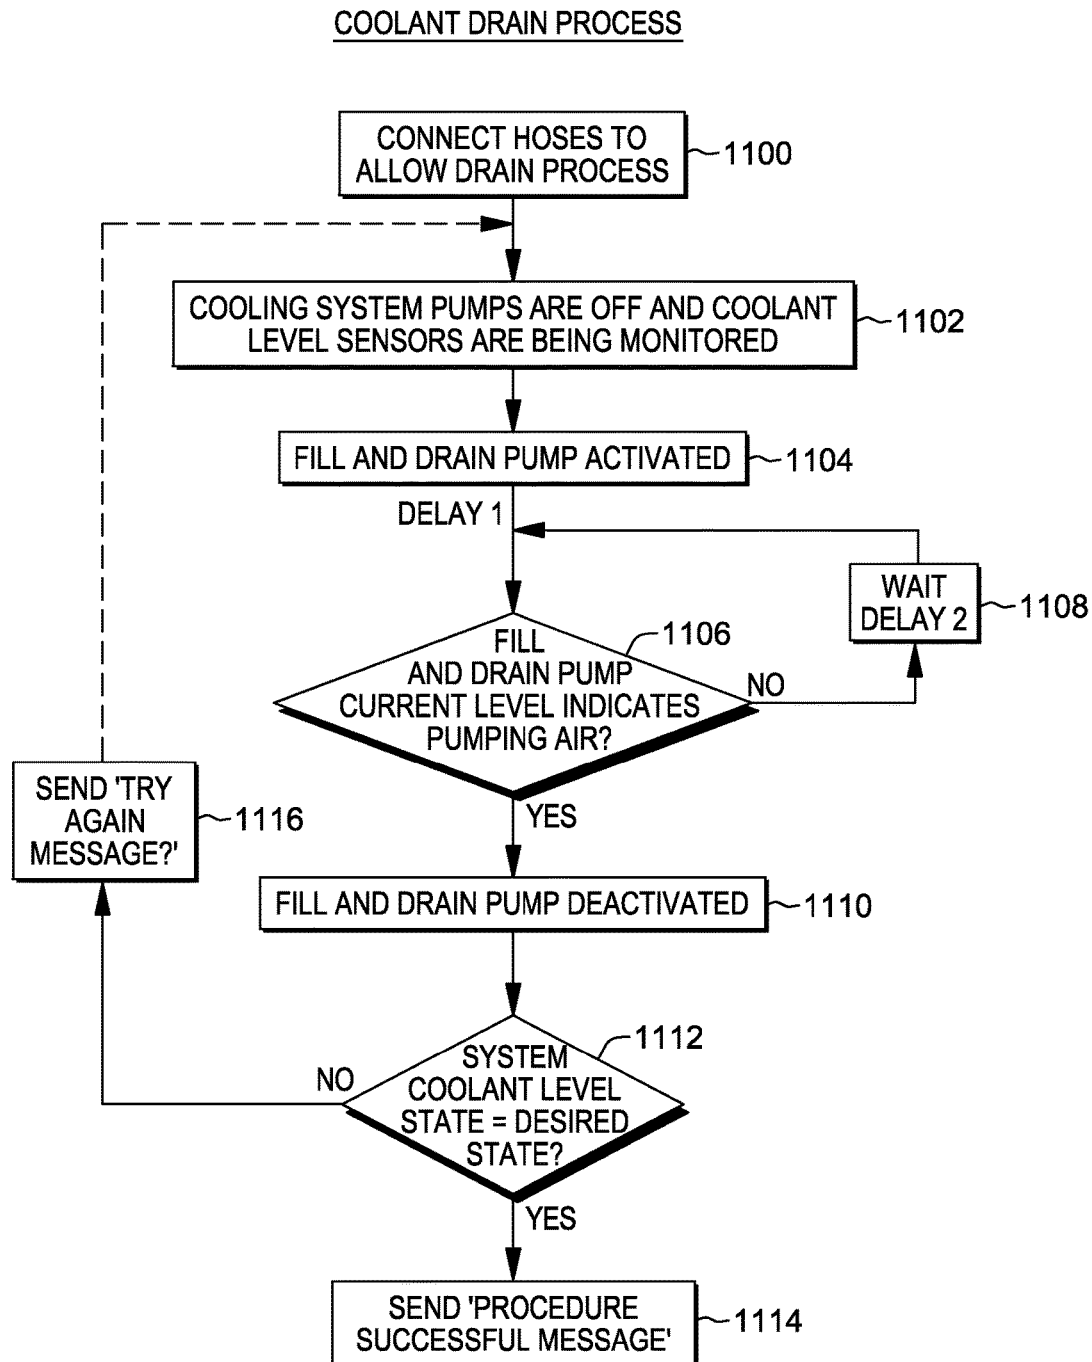 COOLANT DRAIN PROCESS
CONNECT HOSES TO
ALLOW DRAIN PROCESS
1100
COOLING SYSTEM PUMPS ARE OFF AND COOLANT
LEVEL SENSORS ARE BEING MONITORED
1102
FILL AND DRAIN PUMP ACTIVATED
1104
DELAY 1
WAIT
DELAY 2
1108
1106
FILL
AND DRAIN PUMP
CURRENT LEVEL INDICATES
PUMPING AIR?
NO
YES
SEND 'TRY
AGAIN
MESSAGE?'
1116
FILL AND DRAIN PUMP DEACTIVATED
1110
1112
SYSTEM
COOLANT LEVEL
STATE = DESIRED
STATE?
NO
YES
SEND 'PROCEDURE
SUCCESSFUL MESSAGE'
1114